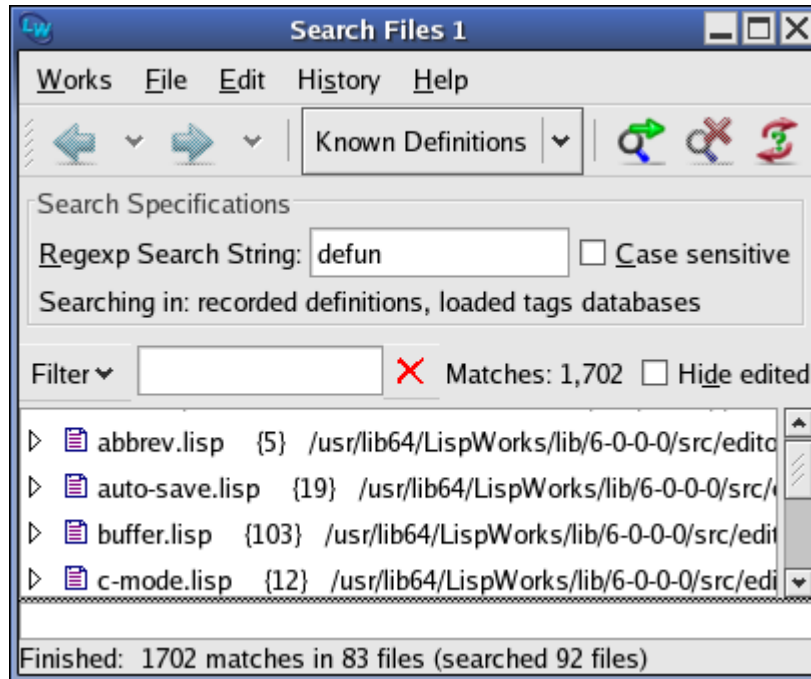 LW Search Files 1
Works File Edit History Help
Known Definitions
Search Specifications
Regexp Search String: defun Case sensitive
Searching in: recorded definitions, loaded tags databases
Filter Matches: 1,702 Hide edited
abbrev.lisp {5} /usr/lib64/LispWorks/lib/6-0-0-0/src/edito
auto-save.lisp {19} /usr/lib64/LispWorks/lib/6-0-0-0/src/
buffer.lisp {103} /usr/lib64/LispWorks/lib/6-0-0-0/src/edit
c-mode.lisp {12} /usr/lib64/LispWorks/lib/6-0-0-0/src/edi
Finished: 1702 matches in 83 files (searched 92 files)